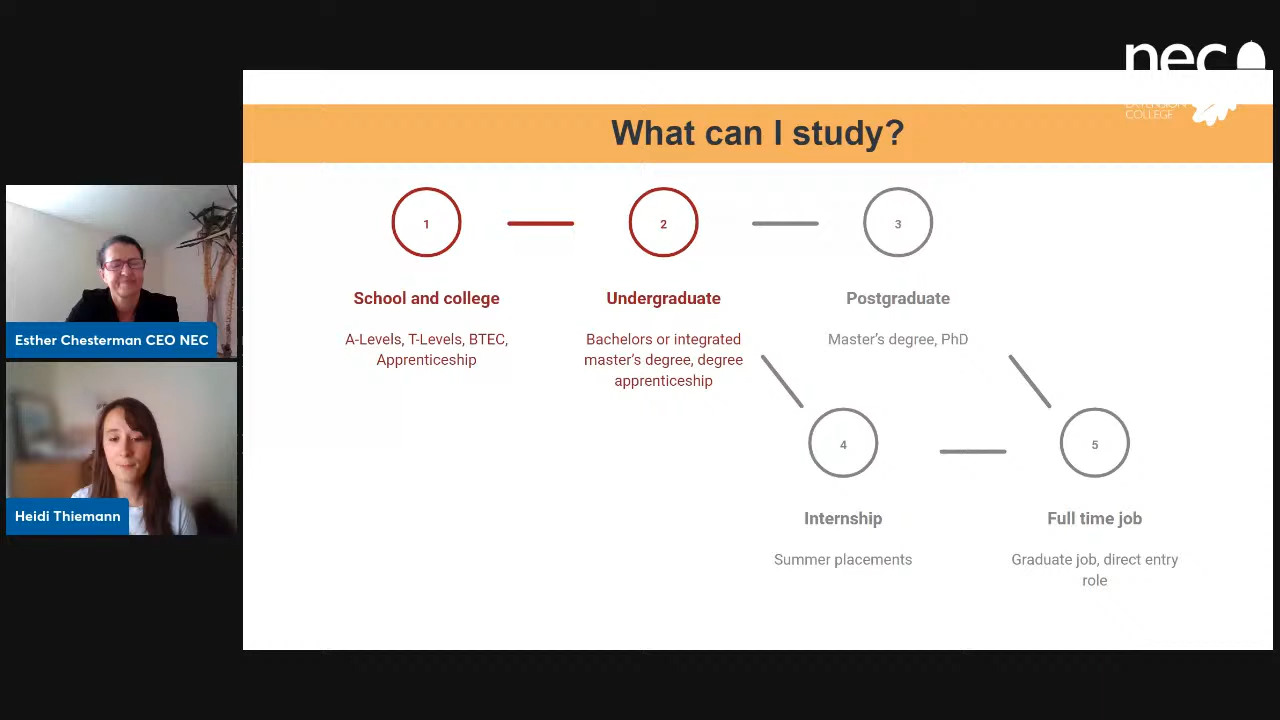 nec
EXTENSION
COLLEGE
What can I study?
1
2
3
School and college
Undergraduate
Postgraduate
A-Levels, T-Levels, BTEC,
Apprenticeship
Bachelors or integrated
master's degree, degree
apprenticeship
Master's degree, PhD
4
5
Internship
Full time job
Summer placements
Graduate job, direct entry
role
Esther Chesterman CEO NEC
Heidi Thiemann